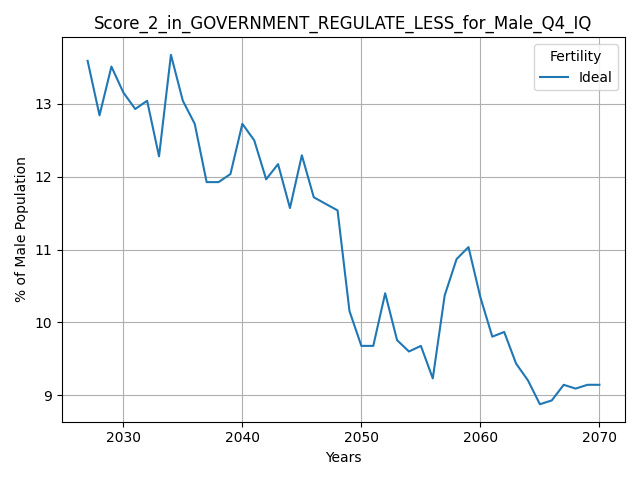 Score_2_in_GOVERNMENT_REGULATE_LESS_for_Male_Q4_IQ
Fertility
Ideal
% of Male Population
13
12
11
10
9
2030 2040 2050 2060 2070
Years